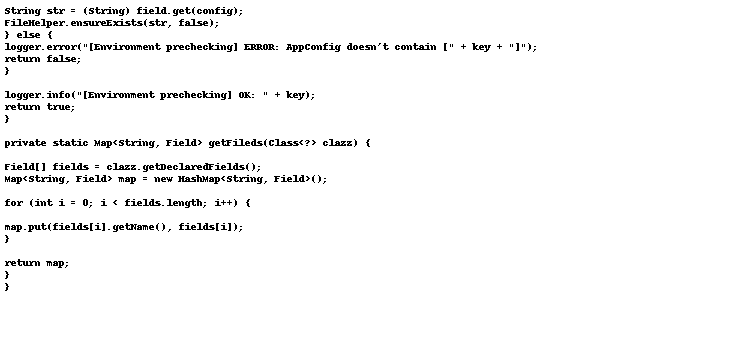 String str = (String) field.get(config);
FileHelper.ensureExists(str, false);
} else {
logger.error("[Environment prechecking] ERROR: AppConfig doesn't contain [" + key + "]");
return false;
}
logger.info("[Environment prechecking] OK: " + key);
return true;
}
private static Map<String, Field> getFileds(Class<?> clazz) {
Field[] fields = clazz.getDeclaredFields();
Map<String, Field> map = new HashMap<String, Field>();
for (int i = 0; i < fields.length; i++) {
map.put(fields[i].getName(), fields[i]);
}
return map;
}
}